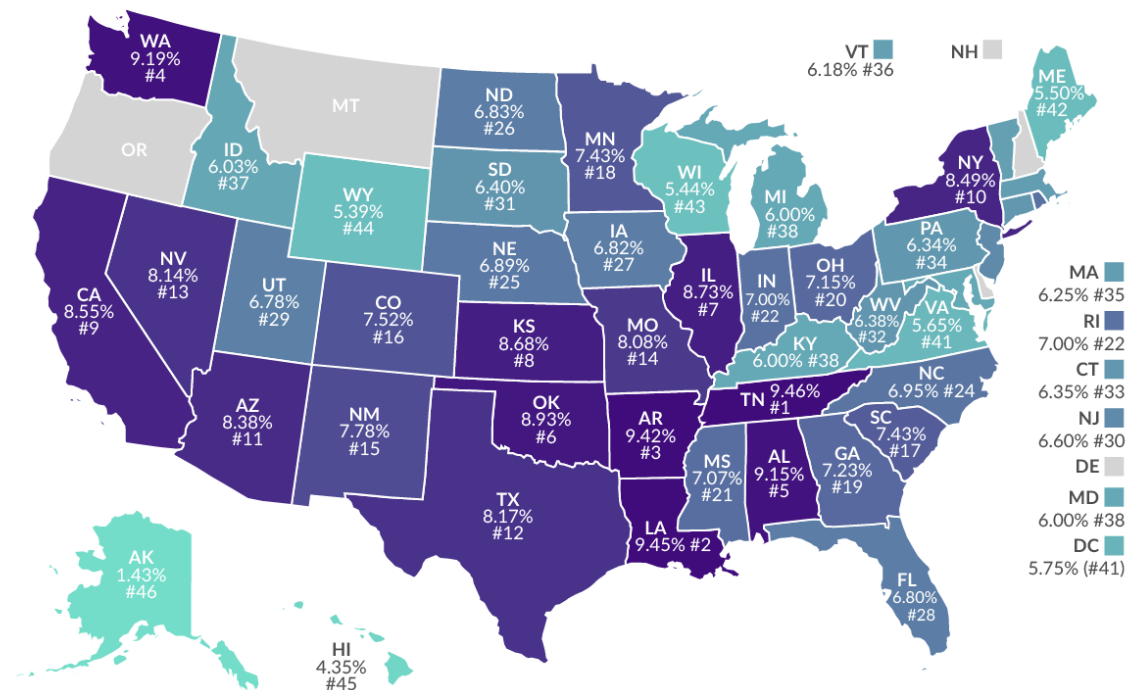 WA
9.19%
#4
VT
6.18% #36
NH
ME
5.50%
#42
MT
ND
6.83%
#26
MN
7.43%
#18
OR
ID
6.03%
#37
SD
6.40%
#31
WI
5.44%
#43
MI
6.00%
#38
NY
8.49%
#10
WY
5.39%
#44
NV
8.14%
#13
UT
6.78%
#29
NE
6.89%
#25
IA
6.82%
#27
PA
6.34%
#34
CA
8.55%
#9
CO
7.52%
#16
KS
8.68%
#8
MO
8.08%
#14
IL
8.73%
#7
IN
7.00%
#22
OH
7.15%
#20
WV
6.38%
#32
VA
5.65%
#41
KY
6.00% #38
MA
6.25% #35
RI
7.00% #22
CT
6.35% #33
NJ
6.60% #30
DE
MD
6.00% #38
DC
5.75% (#41)
AZ
8.38%
#11
NM
7.78%
#15
OK
8.93%
#6
AR
9.42%
#3
TN 9.46%
#1
NC
6.95% #24
SC
7.43%
#17
MS
7.07%
#21
AL
9.15%
#5
GA
7.23%
#19
TX
8.17%
#12
LA
9.45% #2
FL
6.80%
#28
AK
1.43%
#46
HI
4.35%
#45